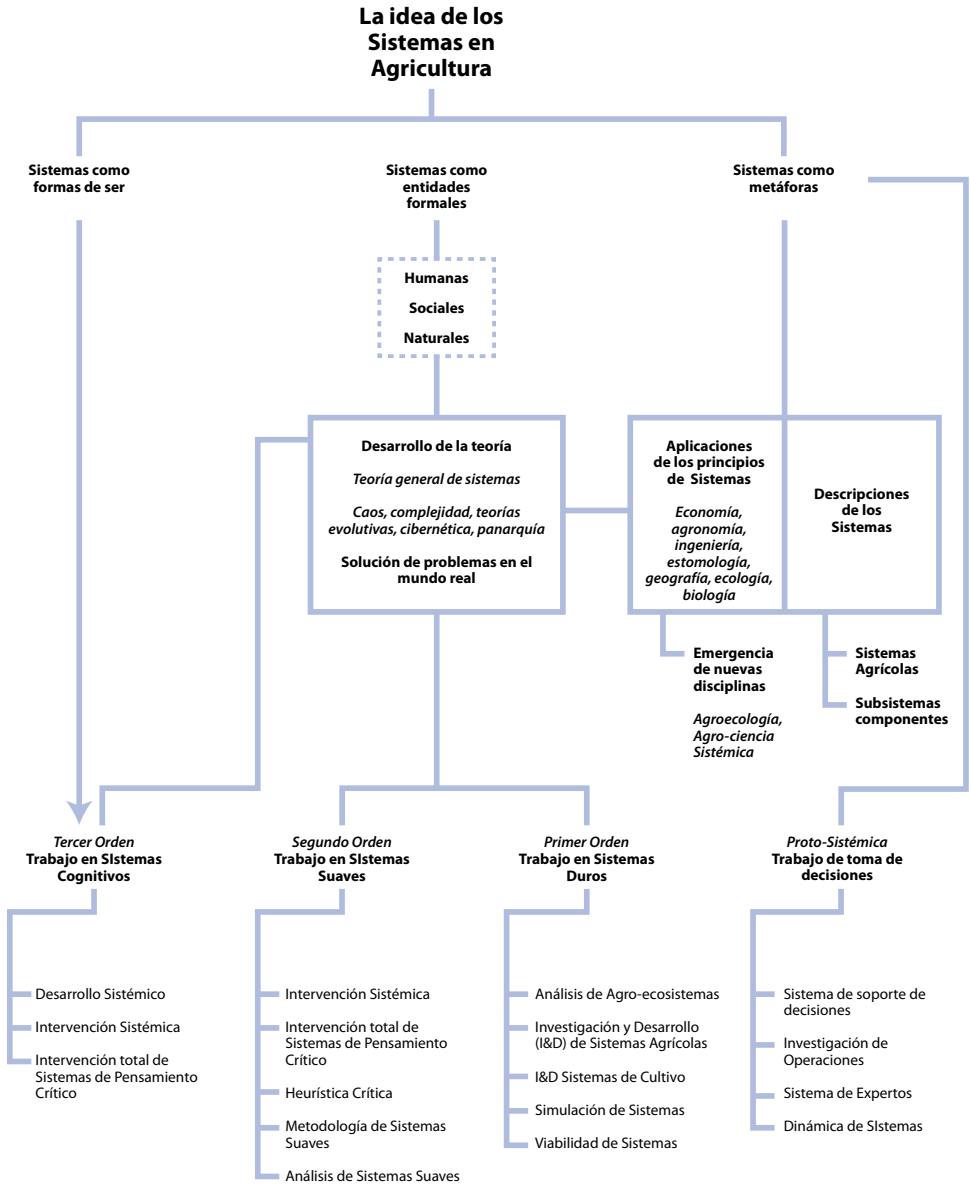 La idea de los
Sistemas en
Agricultura
Sistemas como
formas de ser
Sistemas como
entidades
formales
Sistemas como
metáforas
Humanas
Sociales
Naturales
Desarrollo de la teoría
Teoría general de sistemas
Caos, complejidad, teorías
evolutivas, cibernética, panarquía
Solución de problemas en el
mundo real
Aplicaciones
de los principios
de Sistemas
Economía,
agronomía,
ingeniería,
estomología,
geografía, ecología,
biología
Descripciones
de los
Sistemas
Emergencia
de nuevas
disciplinas
Agroecología,
Agro-ciencia
Sistémica
Sistemas
Agrícolas
Subsistemas
componentes
Tercer Orden
Trabajo en SIstemas
Cognitivos
Desarrollo Sistémico
Intervención Sistémica
Intervención total de
Sistemas de Pensamiento
Crítico
Segundo Orden
Trabajo en SIstemas
Suaves
Intervención Sistémica
Intervención total de
Sistemas de Pensamiento
Crítico
Heurística Crítica
Metodología de Sistemas
Suaves
Análisis de Sistemas Suaves
Primer Orden
Trabajo en Sistemas
Duros
Análisis de Agro-ecosistemas
Investigación y Desarrollo
(I&D) de Sistemas Agrícolas
I&D Sistemas de Cultivo
Simulación de Sistemas
Viabilidad de Sistemas
Proto-Sistémica
Trabajo de toma de
decisiones
Sistema de soporte de
decisiones
Investigación de
Operaciones
Sistema de Expertos
Dinámica de SIstemas